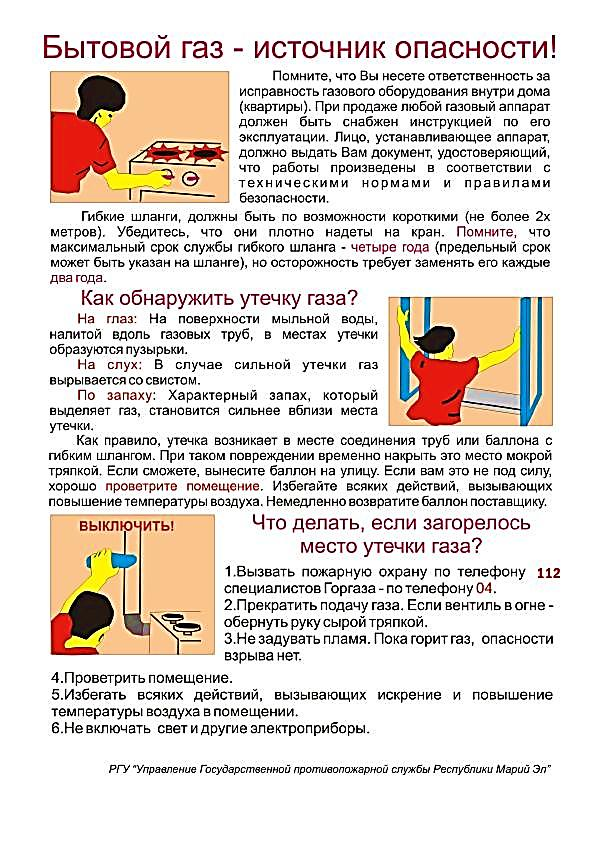 Бытовой газ - источник опасности!
Помните, что Вы несете ответственность за
исправность газового оборудования внутри дома
(квартиры). При продаже любой газовый аппарат
должен быть снабжен инструкцией по его
эксплуатации. Лицо, устанавливающее аппарат,
должно выдать Вам документ, удостоверяющий,
что работы произведены в соответствии с
техническими нормами и правилами
безопасности.
Гибкие шланги, должны быть по возможности короткими (не более 2х
метров). Убедитесь, что они плотно надеты на кран. Помните, что
максимальный срок службы гибкого шланга - четыре года (предельный срок
может быть указан на шланге), но осторожность требует заменять его каждые
два года.
Как обнаружить утечку газа?
На глаз: На поверхности мыльной воды,
налитой вдоль газовых труб, в местах утечки
образуются пузырьки.
На слух: В случае сильной утечки газ
вырывается со свистом.
По запаху: Характерный запах, который
выделяет газ, становится сильнее вблизи места
утечки.
Как правило, утечка возникает в месте соединения труб или баллона с
гибким шлангом. При таком повреждении временно накрыть это место мокрой
тряпкой. Если сможете, вынесите баллон на улицу. Если вам это не под силу,
хорошо проветрите помещение. Избегайте всяких действий, вызывающих
повышение температуры воздуха. Немедленно возвратите баллон поставщику.
ВЫКЛЮЧИТЬ!
Что делать, если загорелось
место утечки газа?
1.Вызвать пожарную охрану по телефону 112
специалистов Горгаза - по телефону 04.
2.Прекратить подачу газа. Если вентиль в огне -
обернуть руку сырой тряпкой.
3.Не задувать пламя. Пока горит газ, опасности
взрыва нет.
4.Проветрить помещение.
5.Избегать всяких действий, вызывающих искрение и повышение
температуры воздуха в помещении.
6.Не включать свет и другие электроприборы.
РГУ "Управление Государственной противопожарной службы Республики Марий Эл"